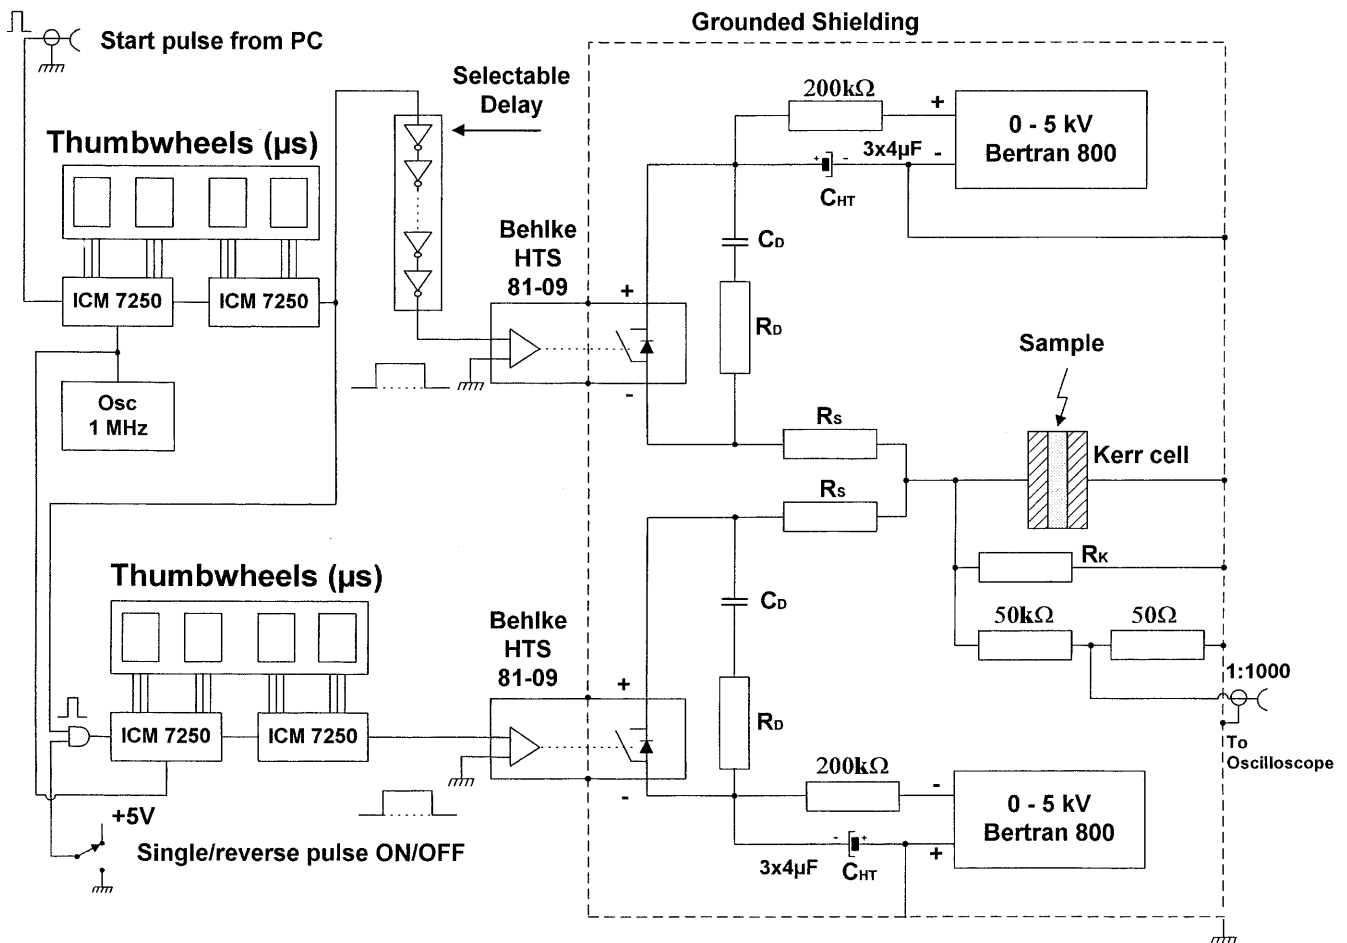 Grounded Shielding
Start pulse from PC
Selectable
Delay
200kΩ
+
0 - 5 kV
Bertran 800
3x4µF
-
+ -
CHT
Thumbwheels (µs)
Behlke
HTS
81-09
CD
ICM 7250
ICM 7250
+
RD
Sample
Osc
1 MHz
-
RS
Kerr cell
RS
RK
Thumbwheels (µs)
CD
50kΩ
50Ω
Behlke
HTS
81-09
1:1000
+
ICM 7250
ICM 7250
RD
To
Oscilloscope
200kΩ
-
-
0 - 5 kV
Bertran 800
+5V
- +
+
Single/reverse pulse ON/OFF
3x4µF
CHT